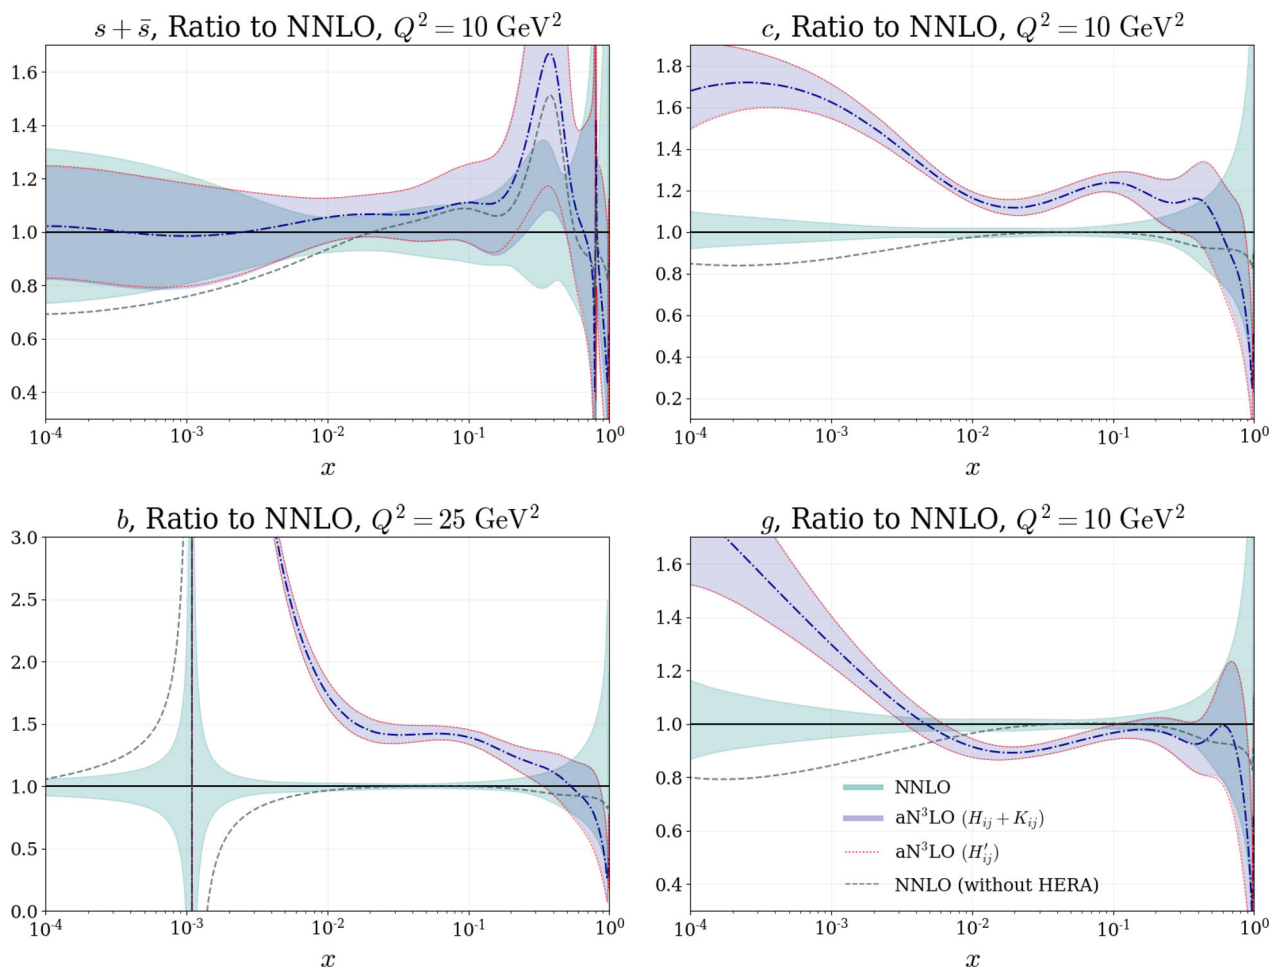 s + s̄, Ratio to NNLO, Q² = 10 GeV²
1.6
1.4
1.2
1.0
0.8
0.6
0.4
10⁻⁴ 10⁻³ 10⁻² 10⁻¹ 10⁰
x
c, Ratio to NNLO, Q² = 10 GeV²
1.8
1.6
1.4
1.2
1.0
0.8
0.6
0.4
0.2
10⁻⁴ 10⁻³ 10⁻² 10⁻¹ 10⁰
x
b, Ratio to NNLO, Q² = 25 GeV²
3.0
2.5
2.0
1.5
1.0
0.5
0.0
10⁻⁴ 10⁻³ 10⁻² 10⁻¹ 10⁰
x
g, Ratio to NNLO, Q² = 10 GeV²
1.6
1.4
1.2
1.0
0.8
0.6
0.4
NNLO
aN³LO (Hᵢⱼ + Kᵢⱼ)
aN³LO (H′ᵢⱼ)
NNLO (without HERA)
10⁻⁴ 10⁻³ 10⁻² 10⁻¹ 10⁰
x